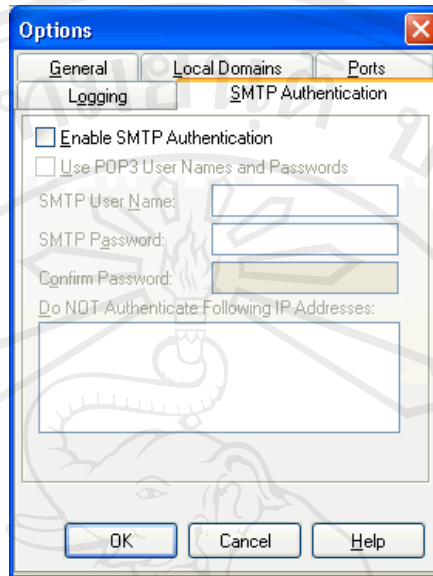 Options
General Local Domains Ports
Logging SMTP Authentication
Enable SMTP Authentication
Use POP3 User Names and Passwords
SMTP User Name:
SMTP Password:
Confirm Password:
Do NOT Authenticate Following IP Addresses:
OK Cancel Help